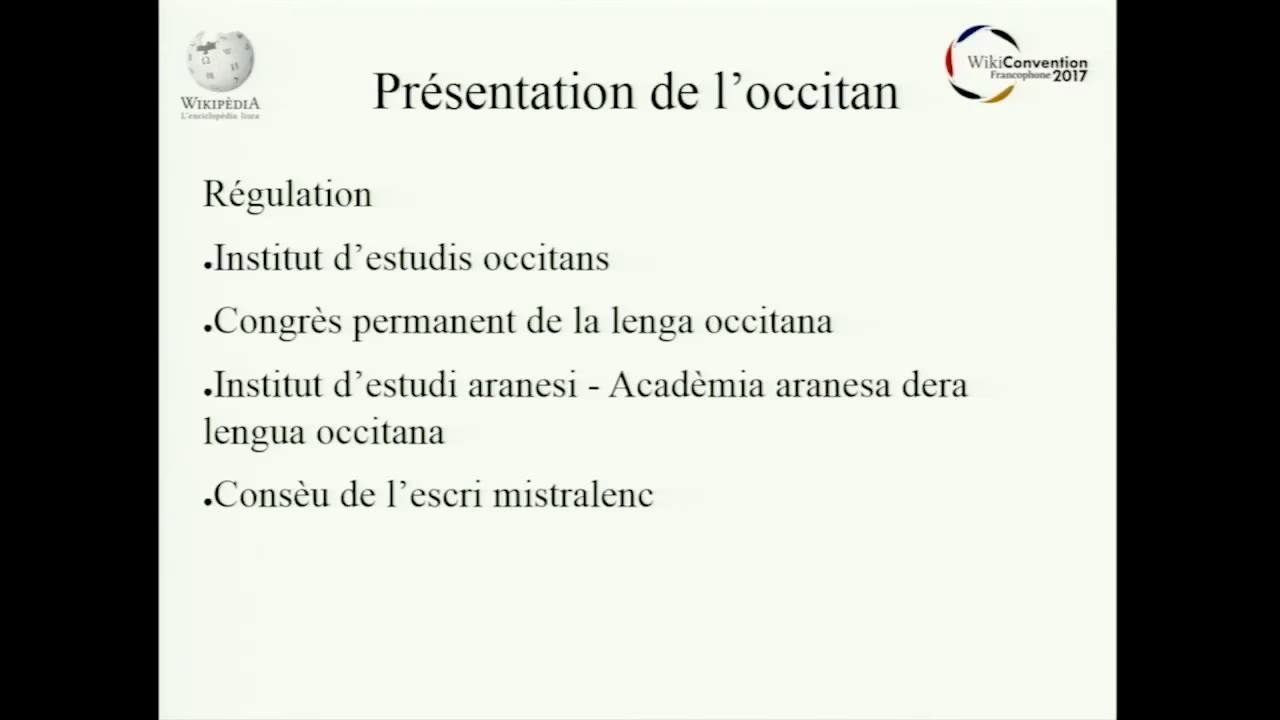 WIKIPÈDIA
L'enciclopèdia liura
WikiConvention
Francophone 2017
Présentation de l’occitan
Régulation
●Institut d’estudis occitans
●Congrès permanent de la lenga occitana
●Institut d’estudi aranesi - Acadèmia aranesa dera
lengua occitana
●Consèu de l’escri mistralenc